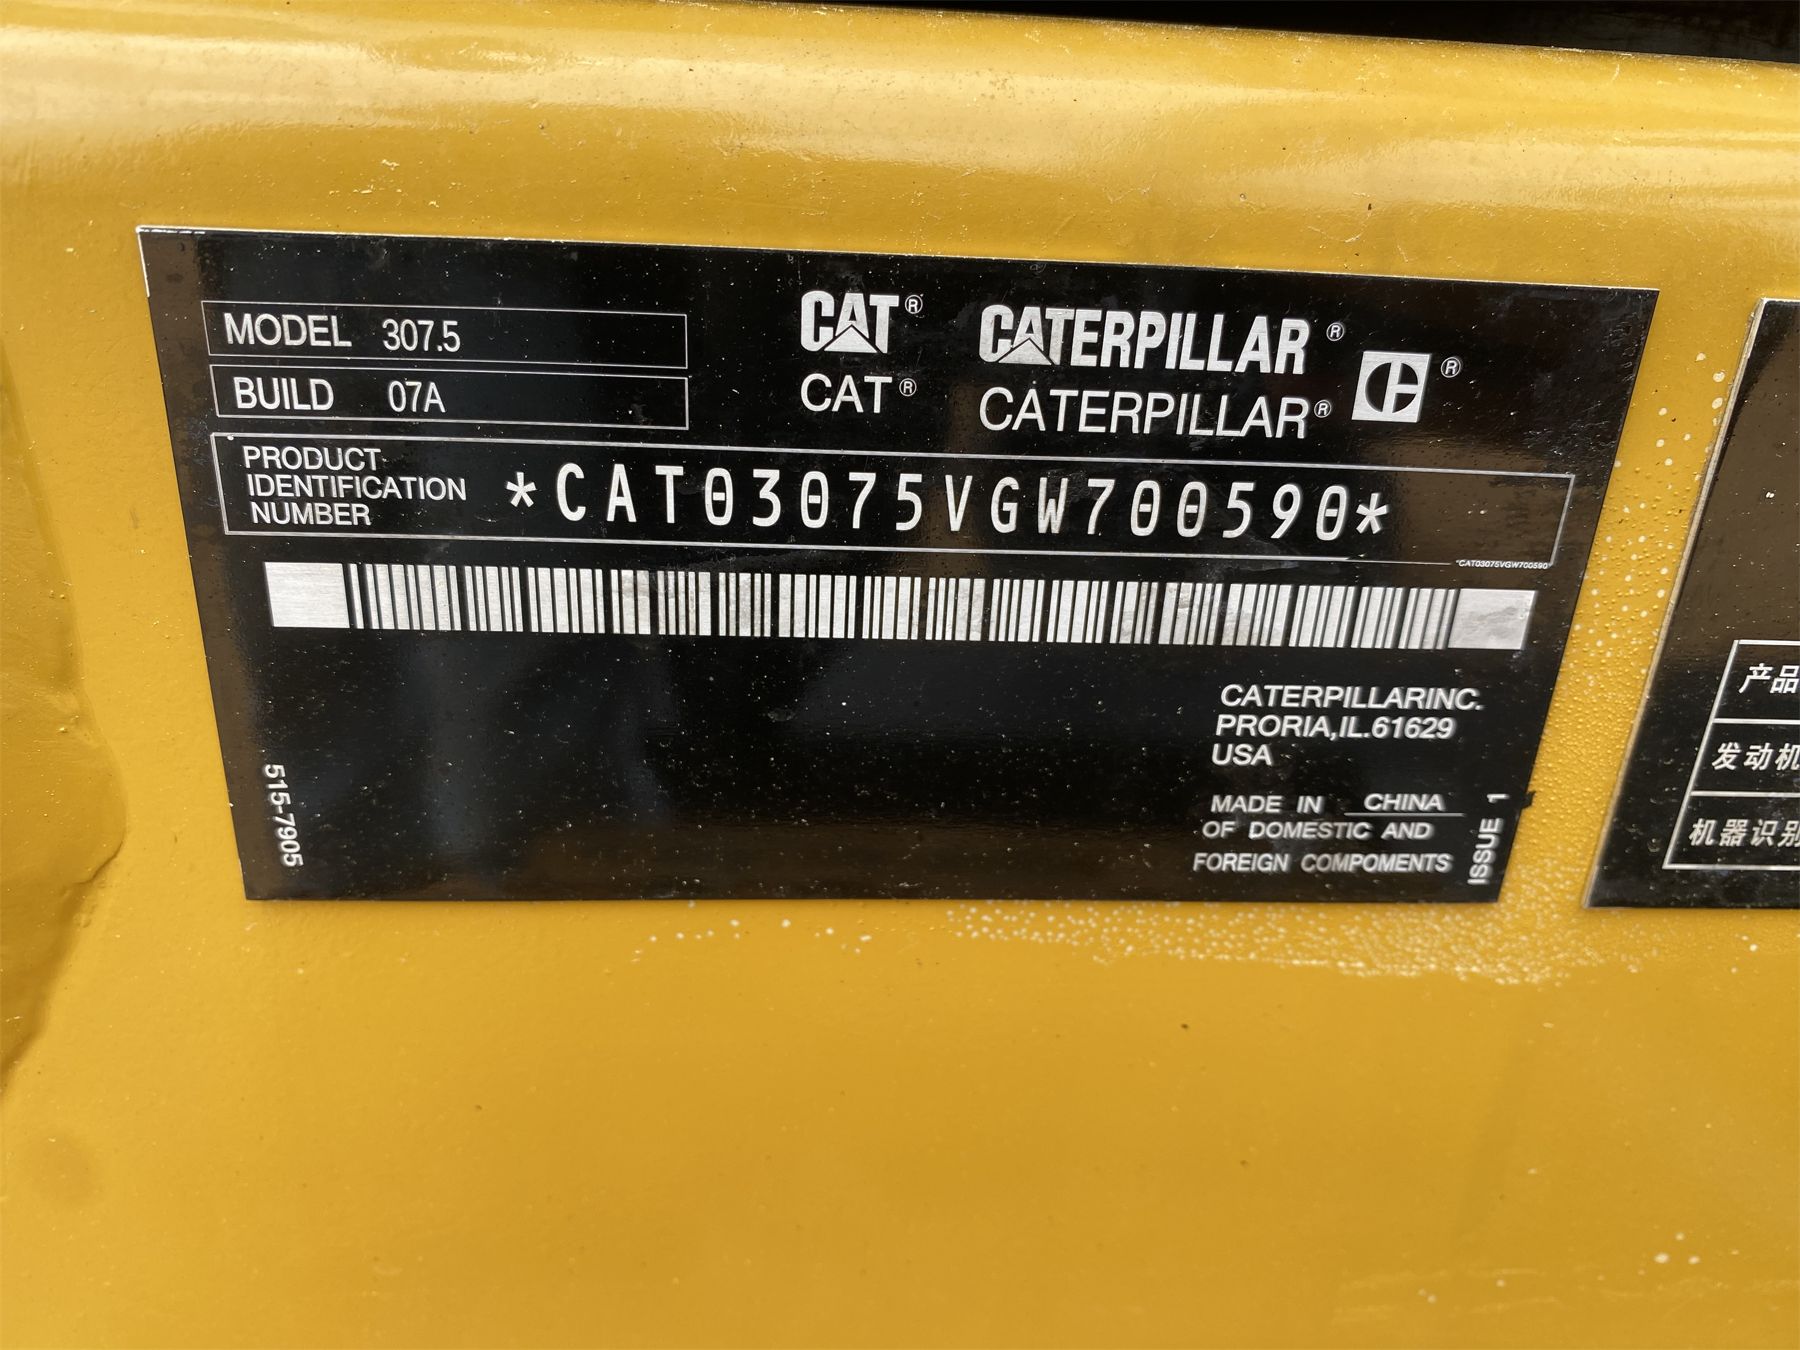 MODEL 307.5
BUILD 07A
CAT® CATERPILLAR®
CAT® CATERPILLAR® ®
PRODUCT
IDENTIFICATION
NUMBER
*CAT03075VGW700590*
*CAT03075VGW700590
CATERPILLARINC.
PRORIA,IL.61629
USA
MADE IN CHINA
OF DOMESTIC AND
FOREIGN COMPOMENTS
515-7905
ISSUE 1
产品
发动机
机器识别